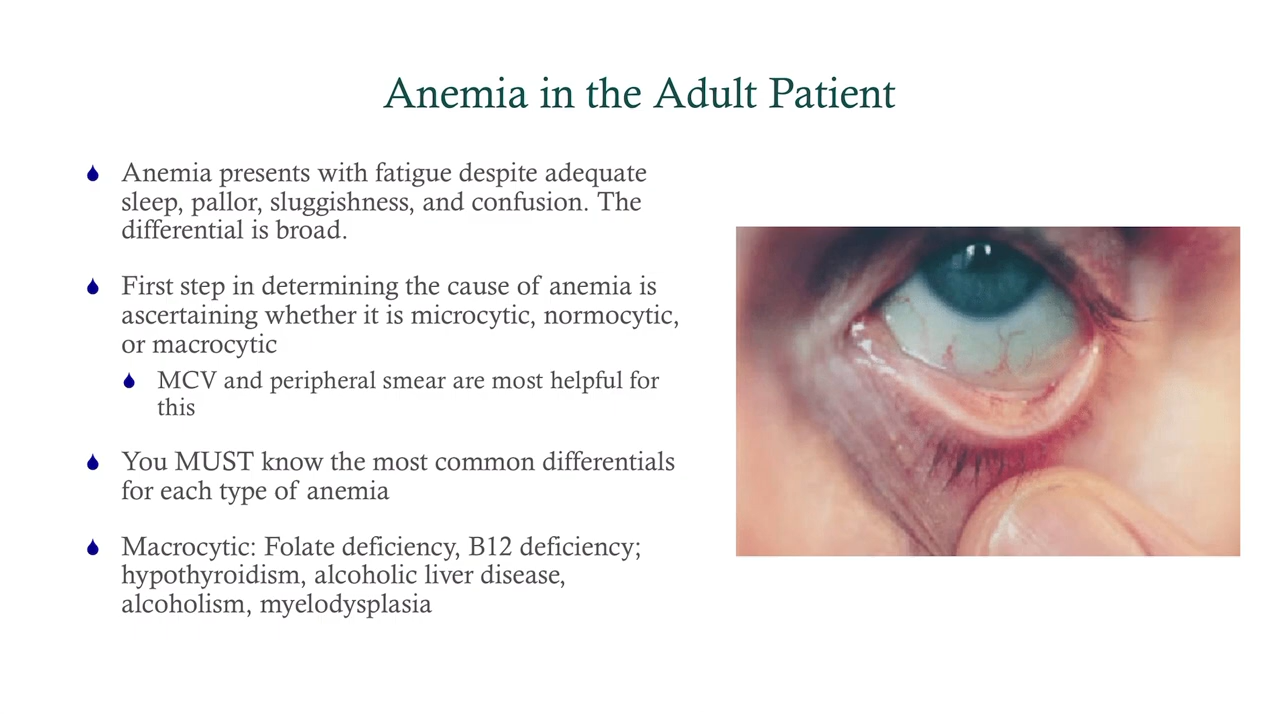 Anemia in the Adult Patient
Anemia presents with fatigue despite adequate
sleep, pallor, sluggishness, and confusion. The
differential is broad.
First step in determining the cause of anemia is
ascertaining whether it is microcytic, normocytic,
or macrocytic
MCV and peripheral smear are most helpful for
this
You MUST know the most common differentials
for each type of anemia
Macrocytic: Folate deficiency, B12 deficiency;
hypothyroidism, alcoholic liver disease,
alcoholism, myelodysplasia